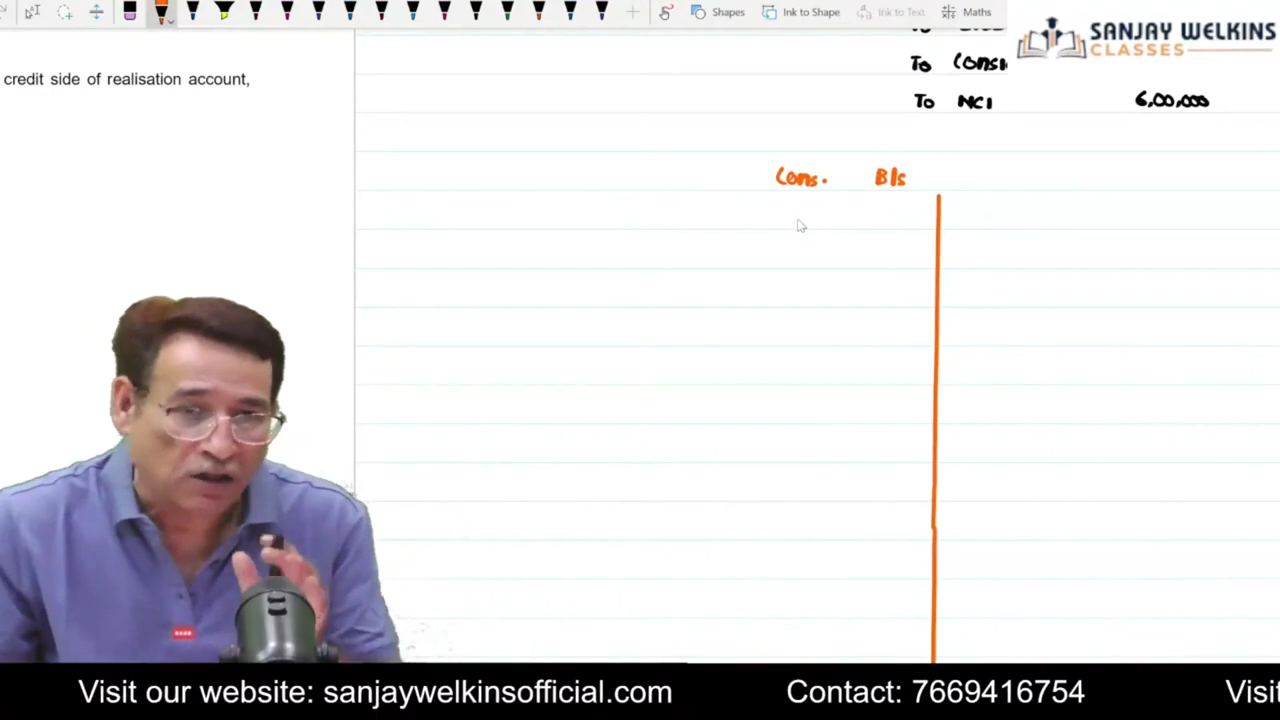 Shapes
Ink to Shape
Ink to Text
Maths
SANJAY WELKINS
CLASSES
credit side of realisation account,
To
To NCI 6,00,000
Cons. B/s
Visit our website: sanjaywelkinsofficial.com Contact: 7669416754 Visi